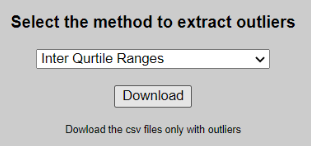 Select the method to extract outliers
Inter Qurtile Ranges
Download
Dowload the csv files only with outliers